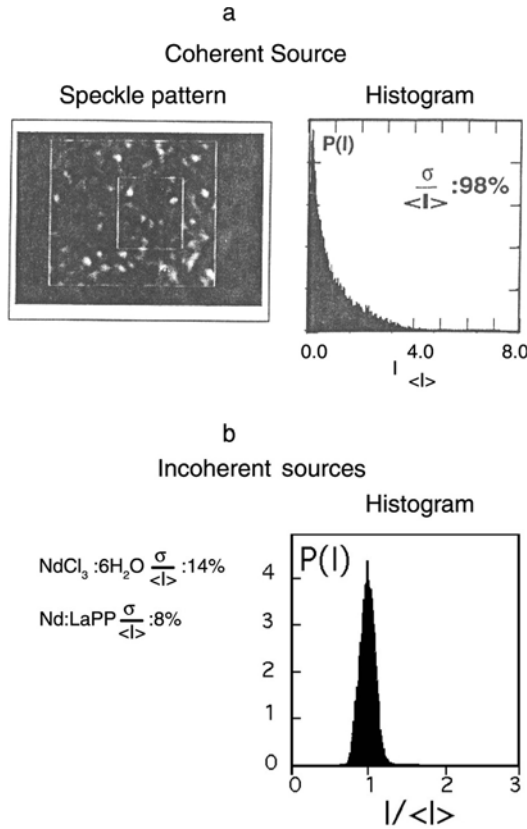 a
Coherent Source
Speckle pattern
Histogram
P(I)
σ/<I> :98%
0.0 4.0 8.0
I
<I>
b
Incoherent sources
Histogram
NdCl₃ :6H₂O σ/<I> :14%
Nd:LaPP σ/<I> :8%
P(I)
4
3
2
1
0
0 1 2 3
I/<I>